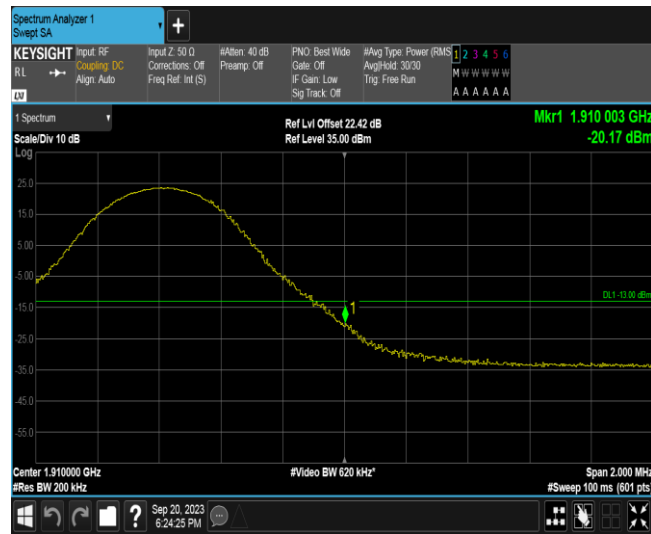 Spectrum Analyzer 1
Swept SA
+
KEYSIGHT
RL
LXI
Input: RF
Coupling: DC
Align: Auto
Input Z: 50 Ω
Corrections: Off
Freq Ref: Int (S)
#Atten: 40 dB
Preamp: Off
PNO: Best Wide
Gate: Off
IF Gain: Low
Sig Track: Off
#Avg Type: Power (RMS
Avg|Hold: 30/30
Trig: Free Run
1 2 3 4 5 6
M W W W W W
A A A A A A
1 Spectrum
Scale/Div 10 dB
Log
Ref Lvl Offset 22.42 dB
Ref Level 35.00 dBm
Mkr1 1.910 003 GHz
-20.17 dBm
25.0
15.0
5.00
-5.00
-15.0
-25.0
-35.0
-45.0
-55.0
1
DL1 -13.00 dBm
Center 1.910000 GHz
#Res BW 200 kHz
#Video BW 620 kHz*
Span 2.000 MHz
#Sweep 100 ms (601 pts)
?
Sep 20, 2023
6:24:25 PM